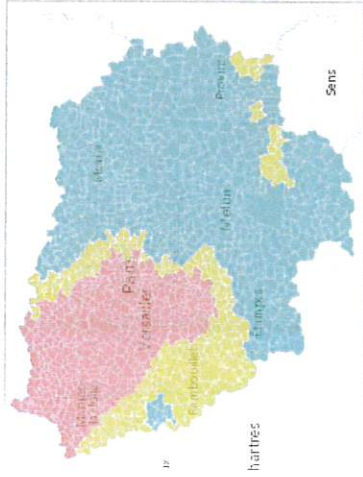 Meaux
Paris
Versailles
Provins
Melun
Rambouillet
Étampes
Sens
hartres